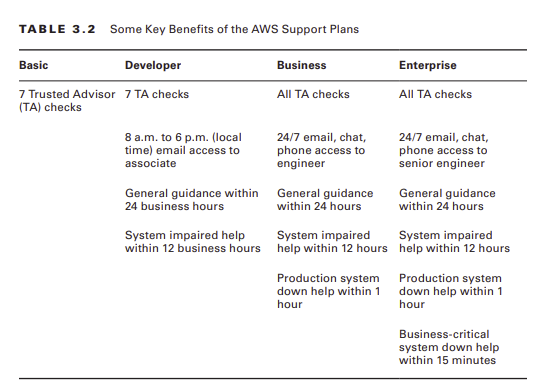 TABLE 3.2 Some Key Benefits of the AWS Support Plans
Basic Developer Business Enterprise
7 Trusted Advisor
(TA) checks
7 TA checks
All TA checks
All TA checks
8 a.m. to 6 p.m. (local
time) email access to
associate
24/7 email, chat,
phone access to
engineer
24/7 email, chat,
phone access to
senior engineer
General guidance within
24 business hours
General guidance
within 24 hours
General guidance
within 24 hours
System impaired help
within 12 business hours
System impaired
help within 12 hours
System impaired
help within 12 hours
Production system
down help within 1
hour
Production system
down help within 1
hour
Business-critical
system down help
within 15 minutes